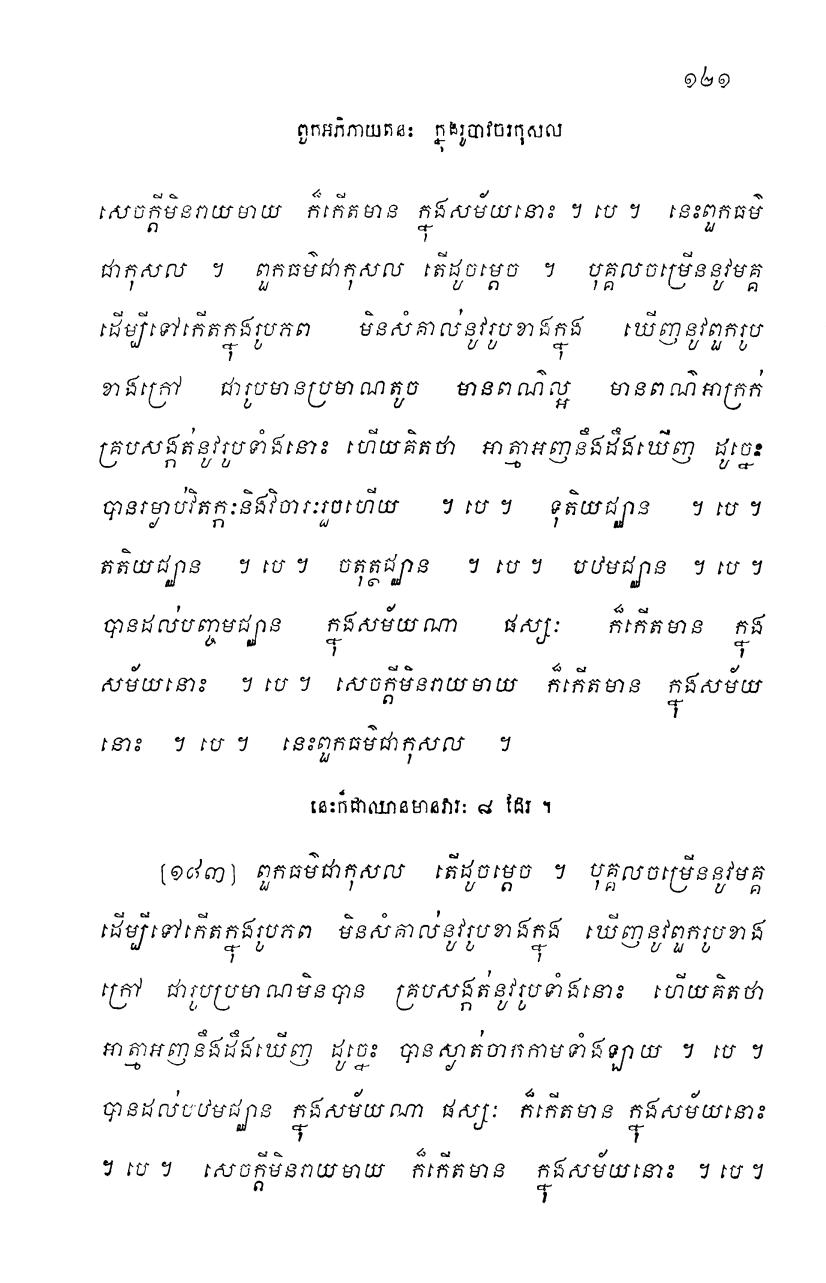 ១២១
ពួកអភិភាយតនះ ក្នុងរូបាវចរកុសល
សេចក្តីមិនរាយមាយ ក៏កើតមាន ក្នុងសម័យនោះ ។ បេ ។ នេះពួកធម៌
ជាកុសល ។ ពួកធម៌ជាកុសល តើដូចម្តេច ។ បុគ្គលចម្រើននូវមគ្គ
ដើម្បីទៅកើតក្នុងរូបភព មិនសំគាល់នូវរូបខាងក្នុង ឃើញនូវពួករូប
ខាងក្រៅ ជារូបមានប្រមាណតូច មានពណ៌ល្អ មានពណ៌អាក្រក់
គ្របសង្កត់នូវរូបទាំងនោះ ហើយគិតថា អាត្មាអញនឹងដឹងឃើញ ដូច្នេះ
បានរម្ងាប់វិតក្កៈនិងវិចារៈរួចហើយ ។ បេ ។ ទុតិយជ្ឈាន ។ បេ ។
តតិយជ្ឈាន ។ បេ ។ ចតុត្ថជ្ឈាន ។ បេ ។ បឋមជ្ឈាន ។ បេ ។
បានដល់បញ្ចមជ្ឈាន ក្នុងសម័យណា ផស្សៈ ក៏កើតមាន ក្នុង
សម័យនោះ ។ បេ ។ សេចក្តីមិនរាយមាយ ក៏កើតមាន ក្នុងសម័យ
នោះ ។ បេ ។ នេះពួកធម៌ជាកុសល ។
នេះក៏ជាឈានមានវារៈ ៨ ដែរ ។
[១៨៣] ពួកធម៌ជាកុសល តើដូចម្តេច ។ បុគ្គលចម្រើននូវមគ្គ
ដើម្បីទៅកើតក្នុងរូបភព មិនសំគាល់នូវរូបខាងក្នុង ឃើញនូវពួករូបខាង
ក្រៅ ជារូបប្រមាណមិនបាន គ្របសង្កត់នូវរូបទាំងនោះ ហើយគិតថា
អាត្មាអញនឹងដឹងឃើញ ដូច្នេះ បានស្ងាត់ចាកកាមទាំងឡាយ ។ បេ ។
បានដល់បឋមជ្ឈាន ក្នុងសម័យណា ផស្សៈ ក៏កើតមាន ក្នុងសម័យនោះ
។ បេ ។ សេចក្តីមិនរាយមាយ ក៏កើតមាន ក្នុងសម័យនោះ ។ បេ ។